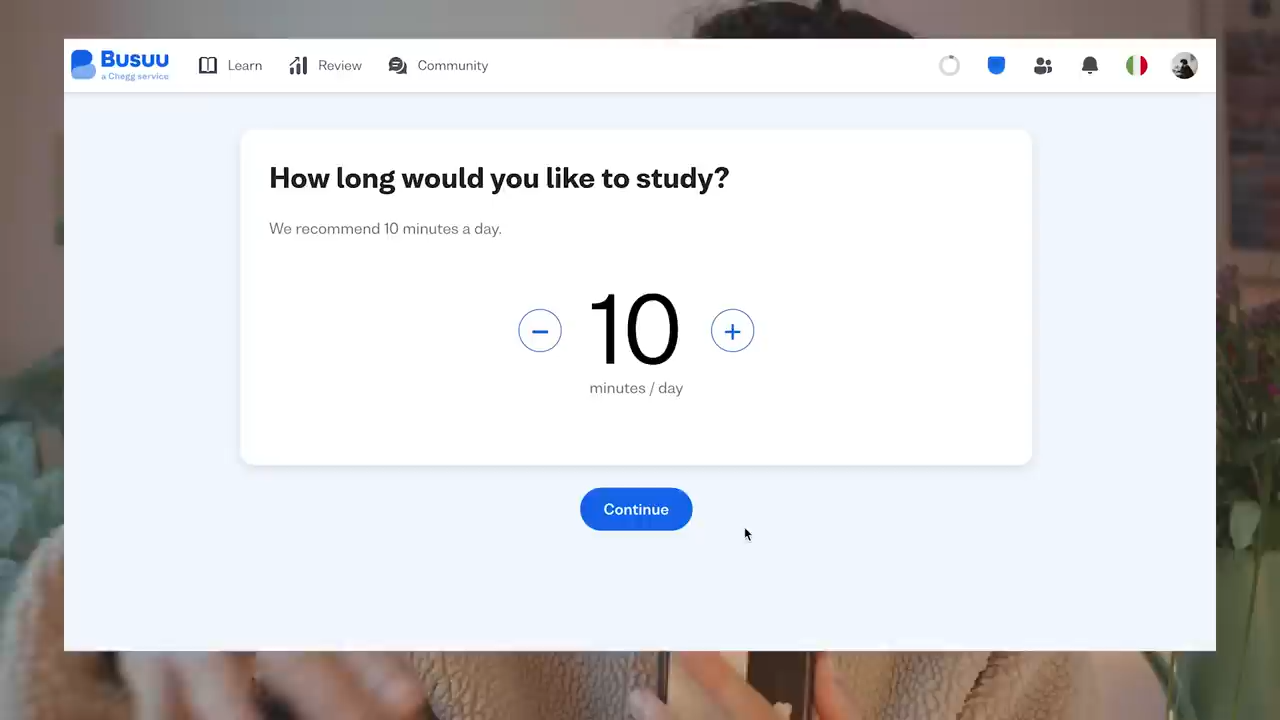 Busuu
a Chegg service
Learn
Review
Community
How long would you like to study?
We recommend 10 minutes a day.
10
minutes / day
Continue